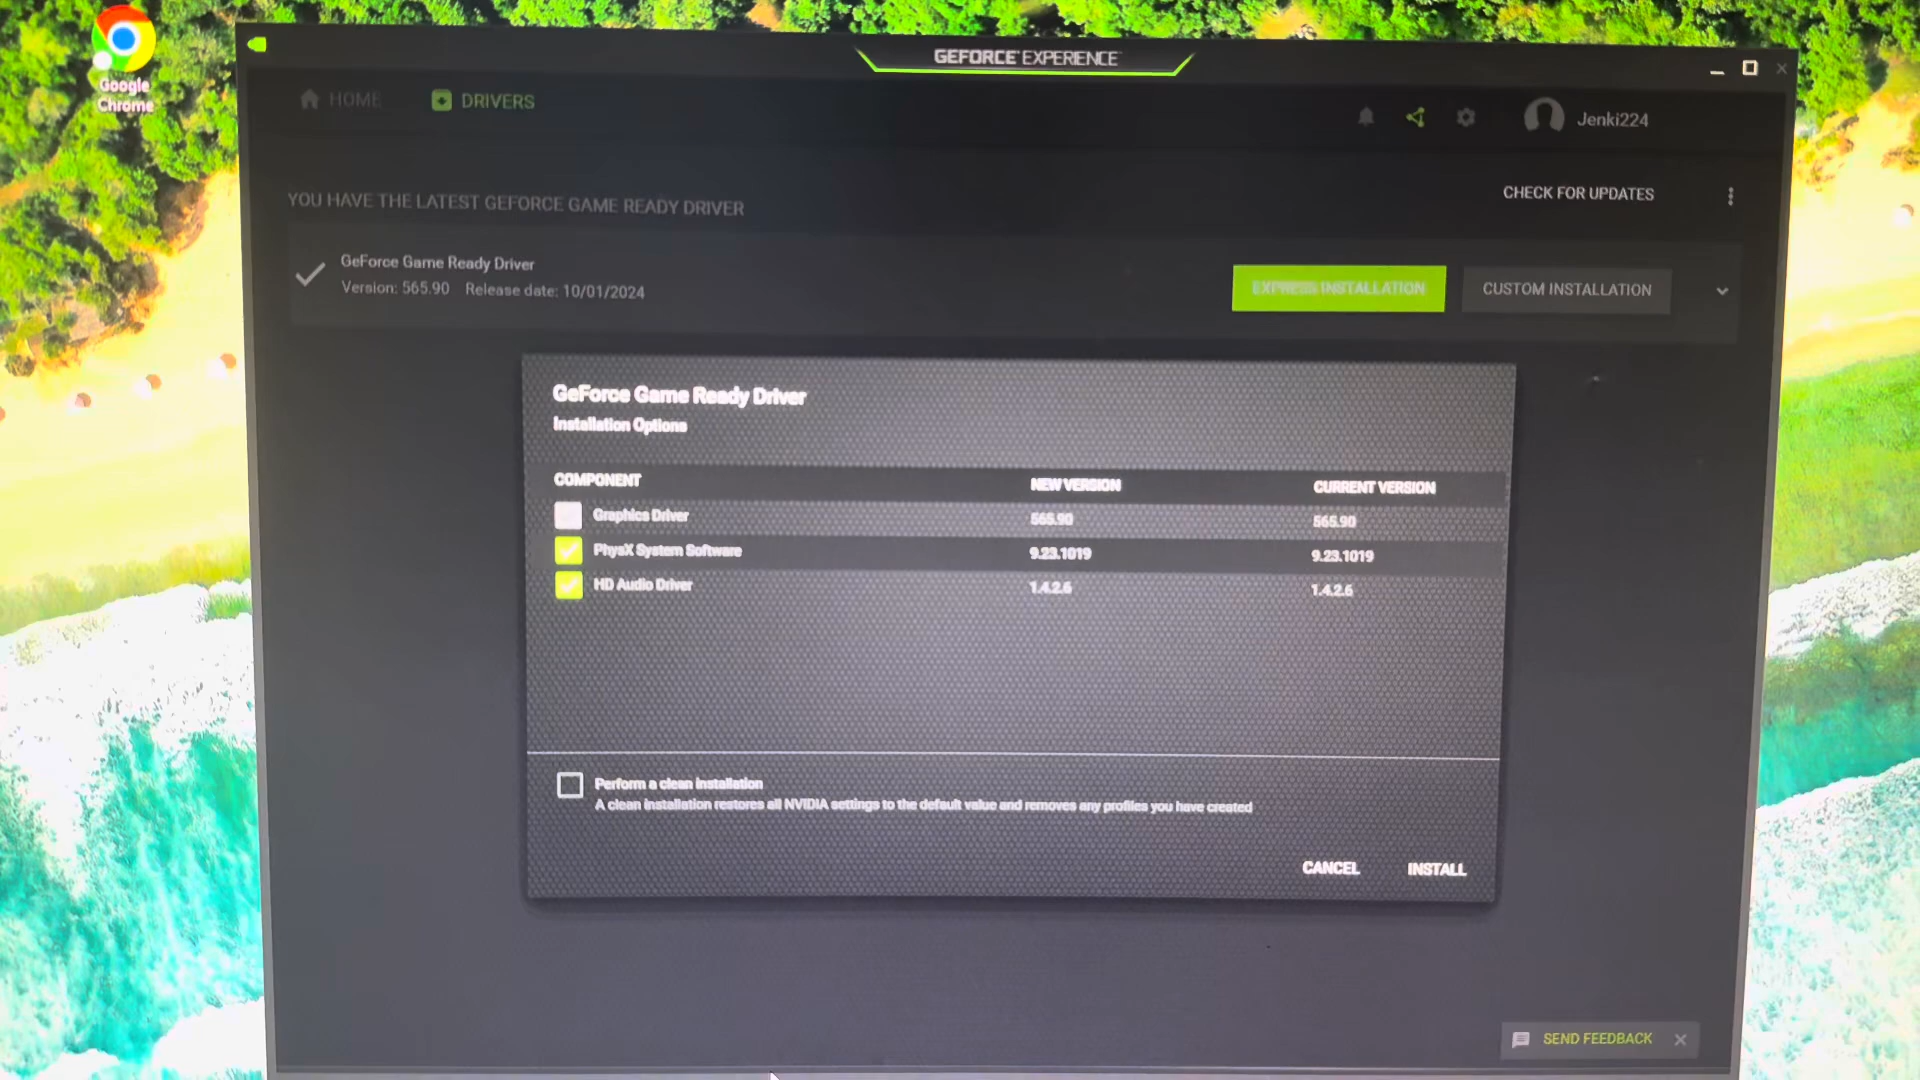 Google
Chrome
GEFORCE EXPERIENCE
HOME
DRIVERS
Jenki224
YOU HAVE THE LATEST GEFORCE GAME READY DRIVER
CHECK FOR UPDATES
GeForce Game Ready Driver
Version: 565.90 Release date: 10/01/2024
EXPRESS INSTALLATION
CUSTOM INSTALLATION
GeForce Game Ready Driver
Installation Options
COMPONENT NEW VERSION CURRENT VERSION
Graphics Driver 565.90 565.90
PhysX System Software 9.23.1019 9.23.1019
HD Audio Driver 1.4.2.6 1.4.2.6
Perform a clean installation
A clean installation restores all NVIDIA settings to the default value and removes any profiles you have created
CANCEL INSTALL
SEND FEEDBACK